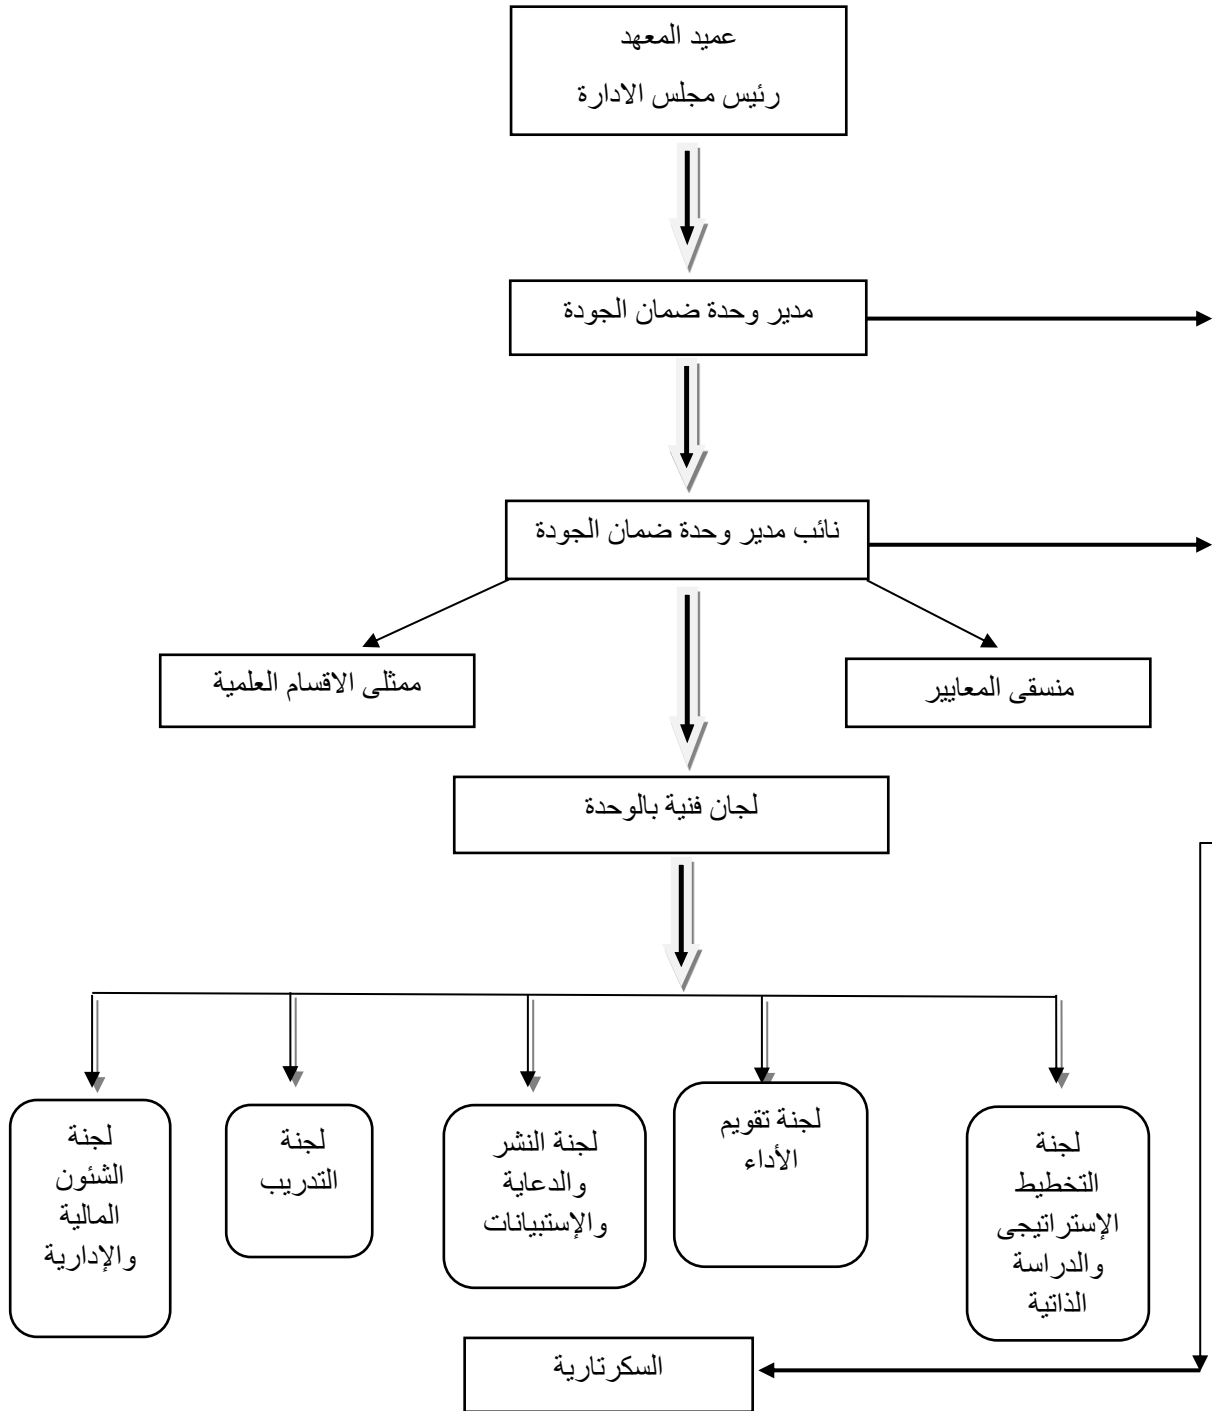 عميد المعهد
رئيس مجلس الادارة
مدير وحدة ضمان الجودة
نائب مدير وحدة ضمان الجودة
منسقى المعايير
ممثلى الاقسام العلمية
لجان فنية بالوحدة
لجنة
التخطيط
الإستراتيجى
والدراسة
الذاتية
لجنة تقويم
الأداء
لجنة النشر
والدعاية
والإستبيانات
لجنة
التدريب
لجنة
الشئون
المالية
والإدارية
السكرتارية